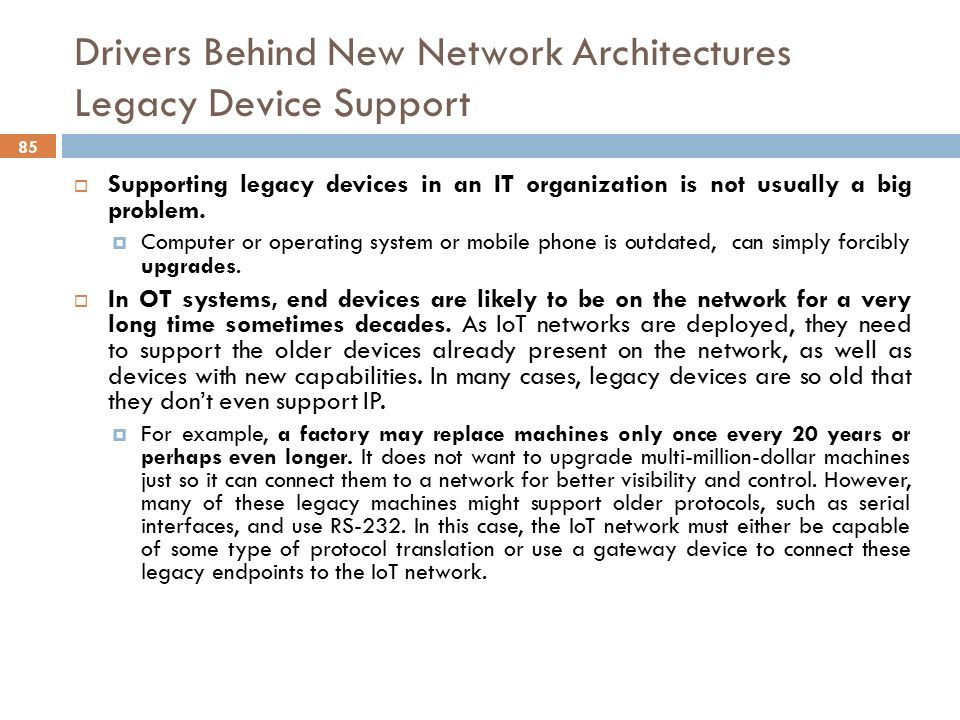 Drivers Behind New Network Architectures
Legacy Device Support
85
Supporting legacy devices in an IT organization is not usually a big
problem.
Computer or operating system or mobile phone is outdated, can simply forcibly
upgrades.
In OT systems, end devices are likely to be on the network for a very
long time sometimes decades. As IoT networks are deployed, they need
to support the older devices already present on the network, as well as
devices with new capabilities. In many cases, legacy devices are so old that
they don't even support IP.
For example, a factory may replace machines only once every 20 years or
perhaps even longer. It does not want to upgrade multi-million-dollar machines
just so it can connect them to a network for better visibility and control. However,
many of these legacy machines might support older protocols, such as serial
interfaces, and use RS-232. In this case, the IoT network must either be capable
of some type of protocol translation or use a gateway device to connect these
legacy endpoints to the IoT network.